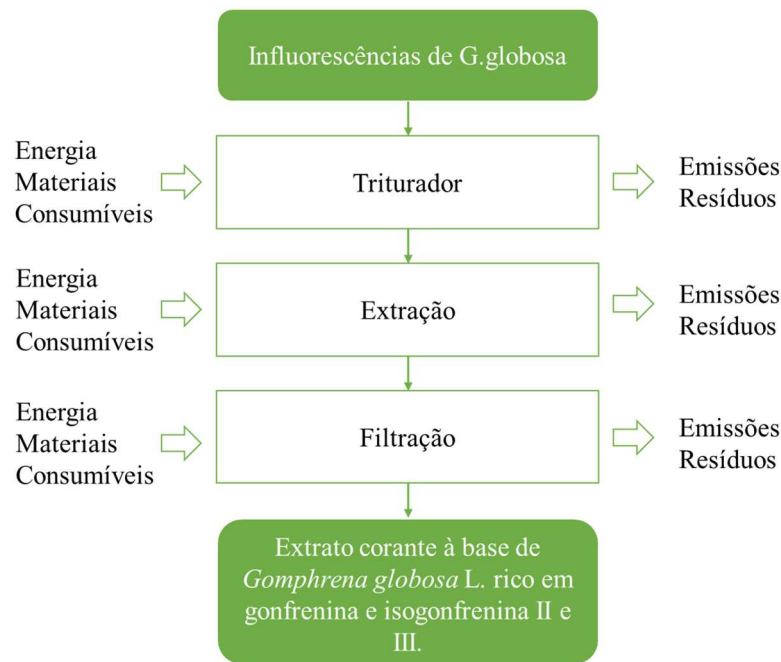 Influorescências de G.globosa
Energia
Materiais
Consumíveis
Triturador
Emissões
Resíduos
Energia
Materiais
Consumíveis
Extração
Emissões
Resíduos
Energia
Materiais
Consumíveis
Filtração
Emissões
Resíduos
Extrato corante à base de
Gomphrena globosa L. rico em
gonfrenina e isogonfrenina II e
III.